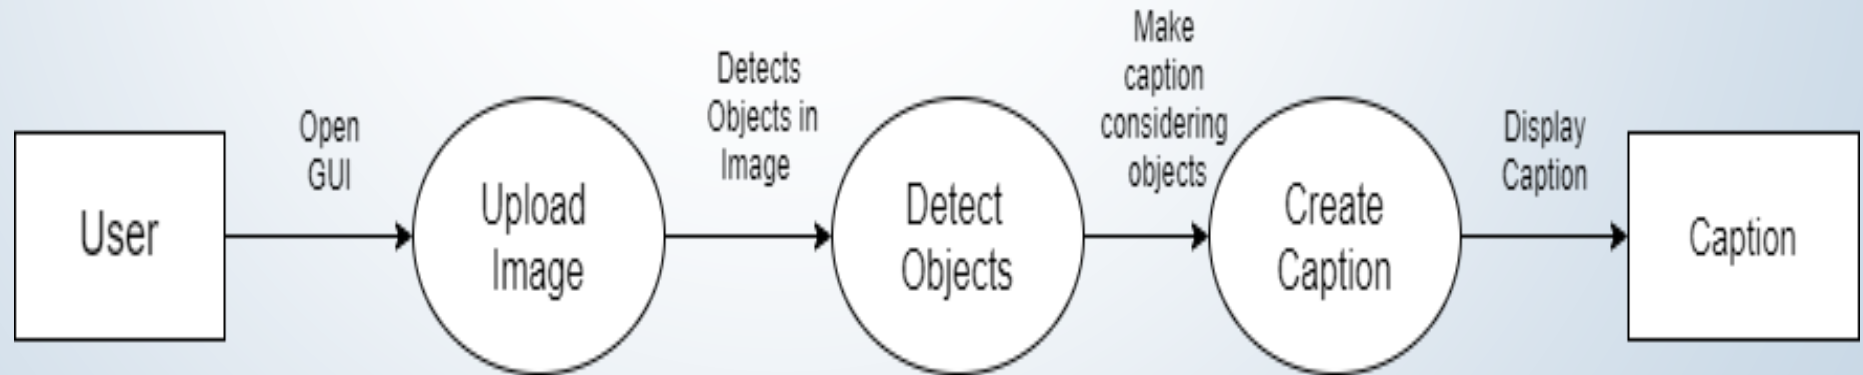 User
Open
GUI
Upload
Image
Detects
Objects in
Image
Detect
Objects
Make
caption
considering
objects
Create
Caption
Display
Caption
Caption